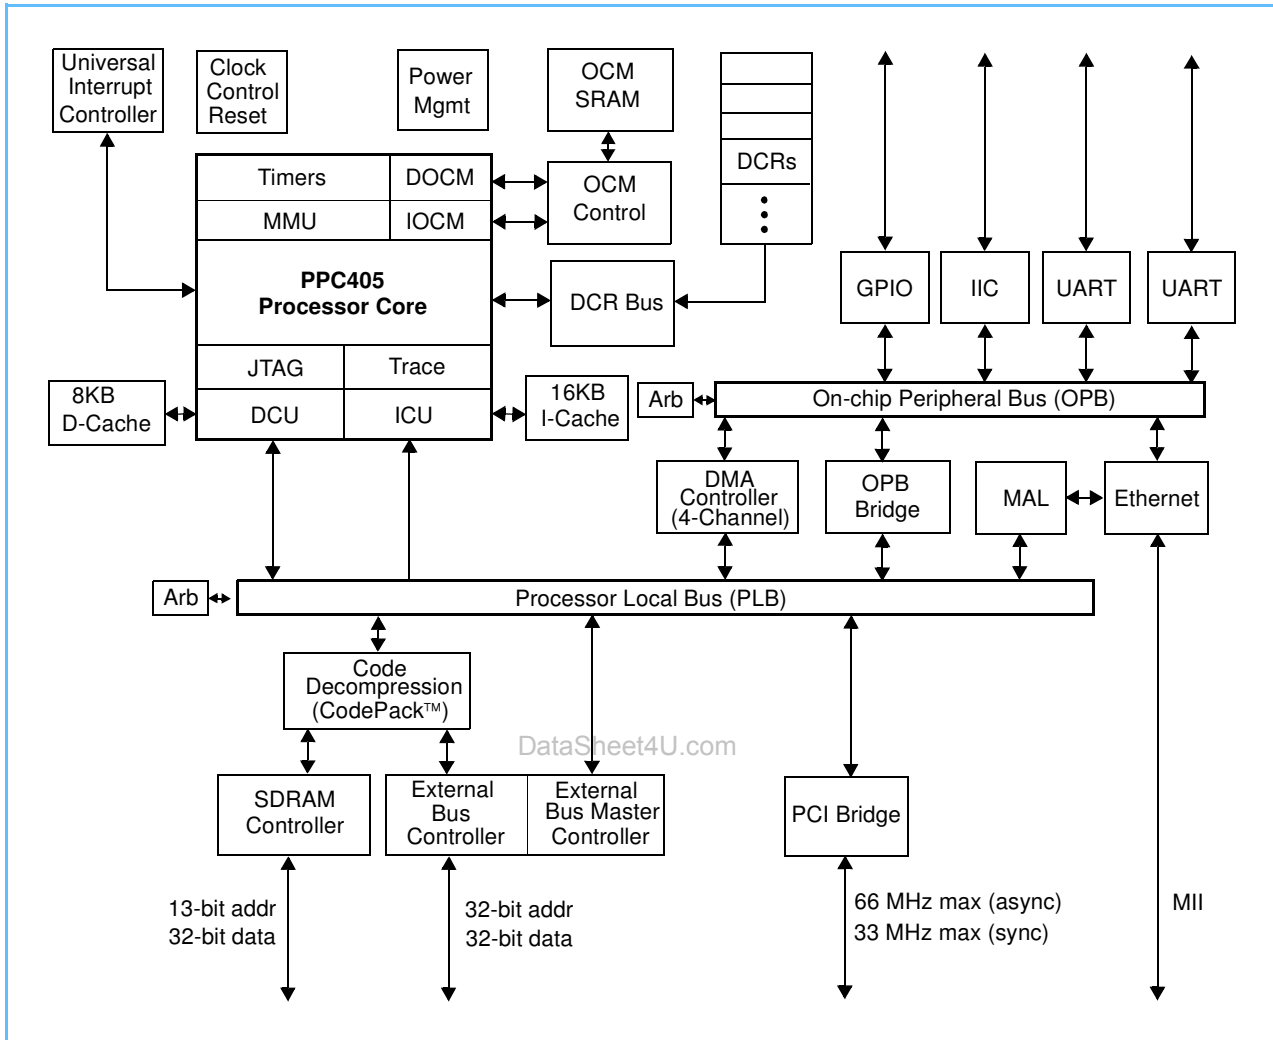 Universal
Interrupt
Controller
Clock
Control
Reset
Power
Mgmt
OCM
SRAM
DCRs
Timers
DOCM
MMU
IOCM
OCM
Control
PPC405
Processor Core
DCR Bus
GPIO
IIC
UART
UART
JTAG
Trace
DCU
ICU
8KB
D-Cache
16KB
I-Cache
Arb
On-chip Peripheral Bus (OPB)
DMA
Controller
(4-Channel)
OPB
Bridge
MAL
Ethernet
Arb
Processor Local Bus (PLB)
Code
Decompression
(CodePack™)
DataSheet4U.com
SDRAM
Controller
External
Bus
Controller
External
Bus Master
Controller
PCI Bridge
13-bit addr
32-bit data
32-bit addr
32-bit data
66 MHz max (async)
33 MHz max (sync)
MII